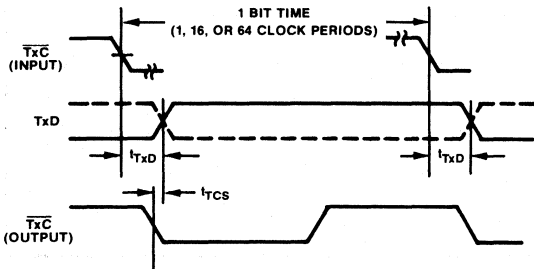 1 BIT TIME
(1, 16, OR 64 CLOCK PERIODS)
TxC
(INPUT)
TxD
tTxD
tTxD
tTCS
TxC
(OUTPUT)